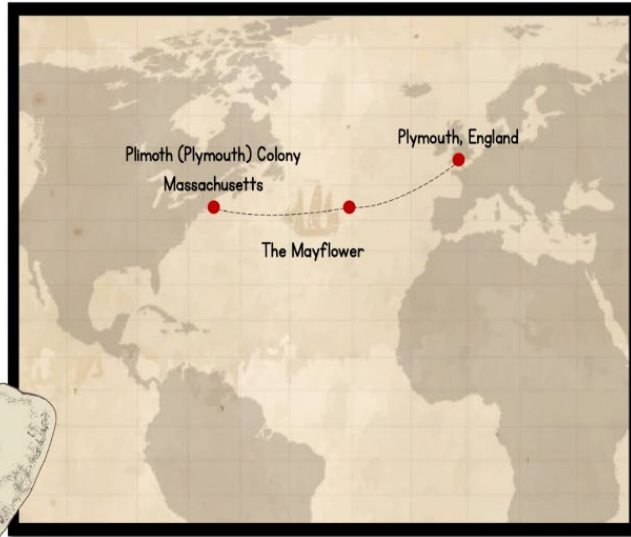 Plymouth, England
Plimoth (Plymouth) Colony
Massachusetts
The Mayflower